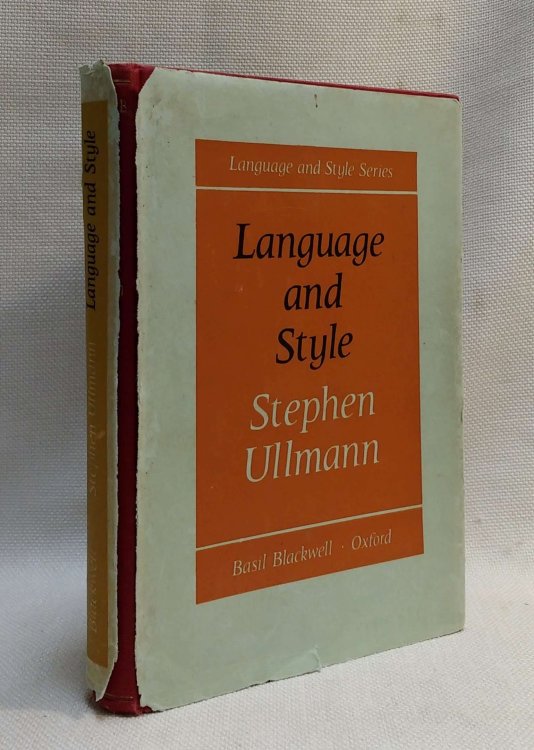 Language and Style Series
Language
and
Style
Stephen
Ullmann
Basil Blackwell · Oxford
Language and Style
Stephen Ullmann
Blackwell